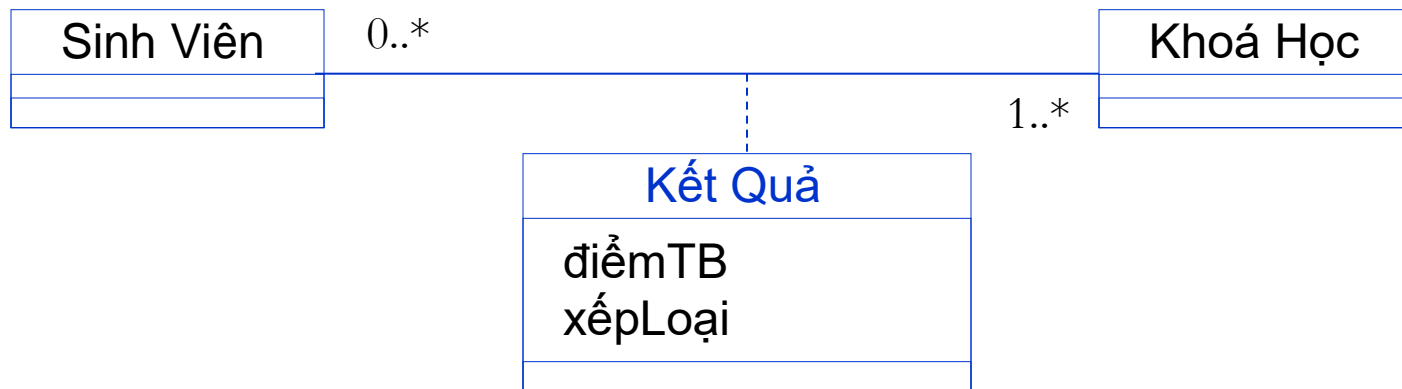 Sinh Viên
0..*
Khoá Học
1..*
Kết Quả
điểmTB
xếpLoại